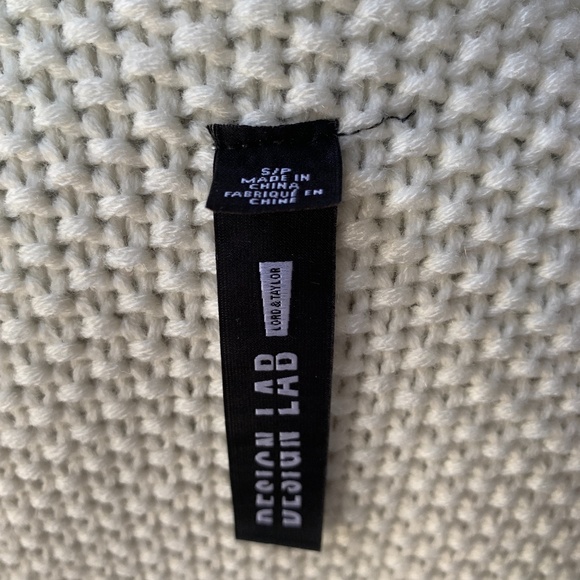 S/P
MADE IN
CHINA
FABRIQUÉ EN
CHINE
LORD & TAYLOR
DESIGN LAB
DESIGN LAB